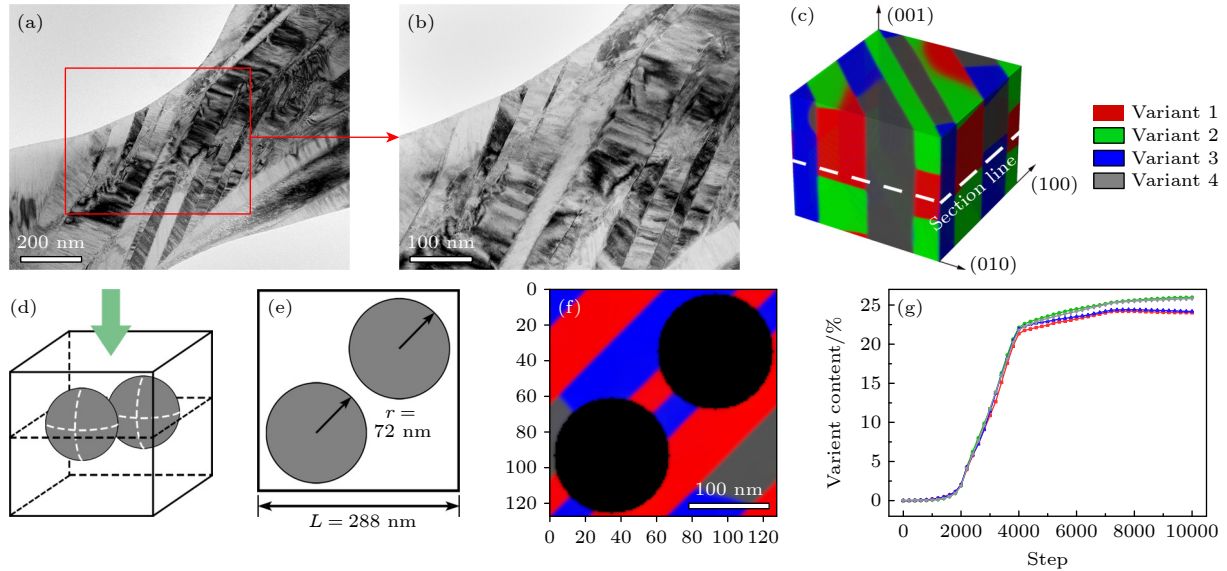 (a)
200 nm
(b)
100 nm
(c)
(001)
(100)
(010)
Section line
Variant 1
Variant 2
Variant 3
Variant 4
(d)
(e)
r =
72 nm
L = 288 nm
(f)
0
20
40
60
80
100
120
0 20 40 60 80 100 120
100 nm
(g)
Varient content/%
25
20
15
10
5
0
0 2000 4000 6000 8000 10000
Step